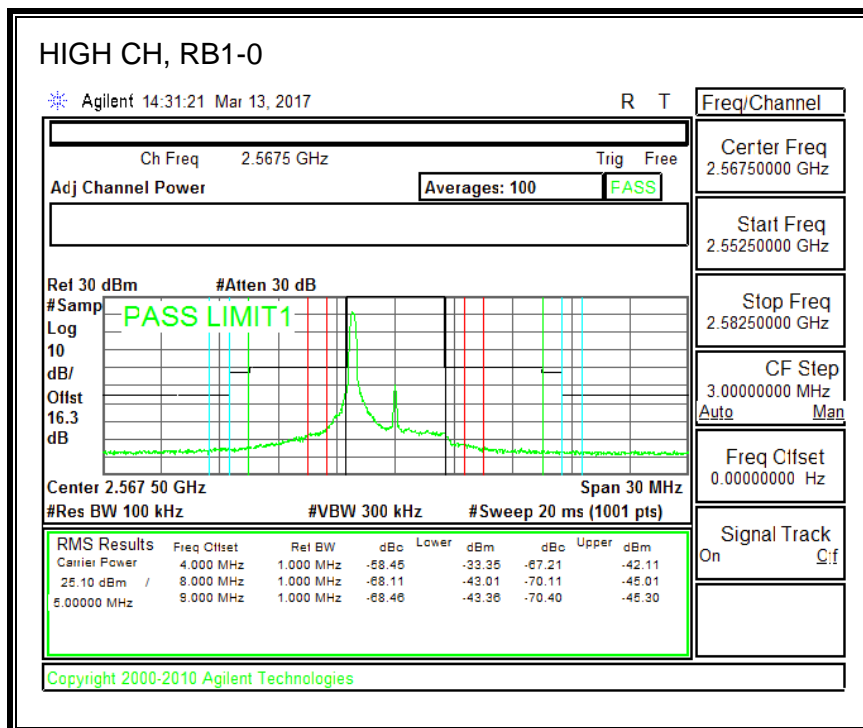 HIGH CH, RB1-0
Agilent 14:31:21 Mar 13, 2017 R T
Freq/Channel
Ch Freq 2.5675 GHz Trig Free
Adj Channel Power Averages: 100 PASS
Center Freq
2.56750000 GHz
Start Freq
2.55250000 GHz
Stop Freq
2.58250000 GHz
CF Step
3.00000000 MHz
Auto Man
Freq Offset
0.00000000 Hz
Signal Track
On Off
Ref 30 dBm #Atten 30 dB
#Samp
Log
10
dB/
Offst
16.3
dB
PASS LIMIT1
Center 2.567 50 GHz Span 30 MHz
#Res BW 100 kHz #VBW 300 kHz #Sweep 20 ms (1001 pts)
RMS Results Freq Offset Ref BW dBc Lower dBm dBc Upper dBm
Carrier Power 4.000 MHz 1.000 MHz -58.45 -33.35 -67.21 -42.11
25.10 dBm / 8.000 MHz 1.000 MHz -68.11 -43.01 -70.11 -45.01
5.00000 MHz 9.000 MHz 1.000 MHz -68.46 -43.36 -70.40 -45.30
Copyright 2000-2010 Agilent Technologies